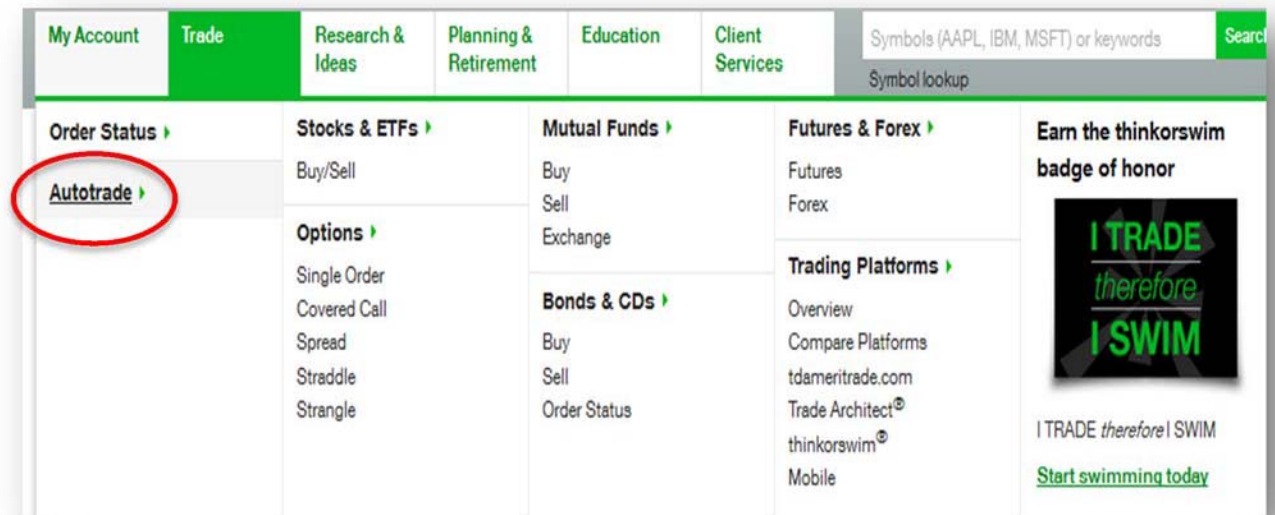 My Account
Trade
Research &
Ideas
Planning &
Retirement
Education
Client
Services
Symbols (AAPL, IBM, MSFT) or keywords
Symbol lookup
Order Status
Autotrade
Stocks & ETFs
Buy/Sell
Options
Single Order
Covered Call
Spread
Straddle
Strangle
Mutual Funds
Buy
Sell
Exchange
Bonds & CDs
Buy
Sell
Order Status
Futures & Forex
Futures
Forex
Trading Platforms
Overview
Compare Platforms
tdameritrade.com
Trade Architect®
thinkorswim®
Mobile
Earn the thinkorswim
badge of honor
I TRADE
therefore
I SWIM
I TRADE therefore I SWIM
Start swimming today